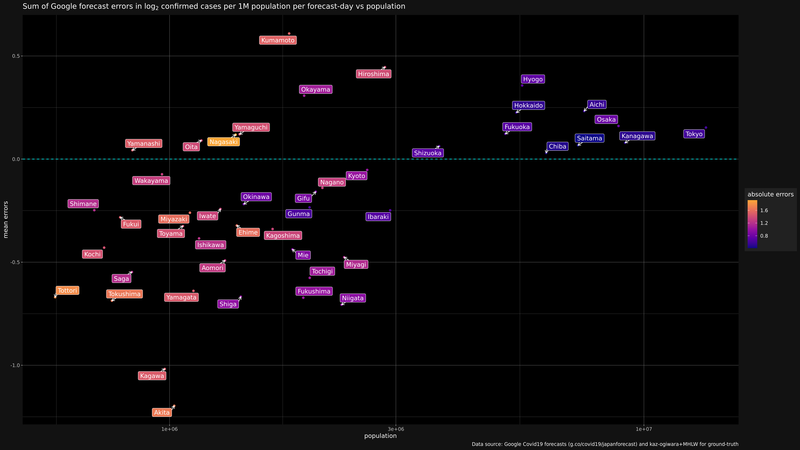 Sum of Google forecast errors in log₂ confirmed cases per 1M population per forecast-day vs population
Kumamoto
0.5
Hiroshima
Hyogo
Okayama
Hokkaido
Aichi
Osaka
Yamaguchi
Fukuoka
Tokyo
Nagasaki
Kanagawa
Saitama
Yamanashi
Oita
Chiba
Shizuoka
0.0
Wakayama
Nagano
Kyoto
Okinawa
Gifu
Shimane
Gunma
Ibaraki
Iwate
Miyazaki
Fukui
Toyama
Ehime
Kagoshima
Ishikawa
Kochi
Mie
-0.5
Aomori
Miyagi
Tochigi
Saga
Tottori
Tokushima
Yamagata
Fukushima
Niigata
Shiga
-1.0
Kagawa
Akita
mean errors
1e+06
3e+06
1e+07
population
absolute errors
1.6
1.2
0.8
Data source: Google Covid19 forecasts (g.co/covid19/japanforecast) and kaz-ogiwara+MHLW for ground-truth